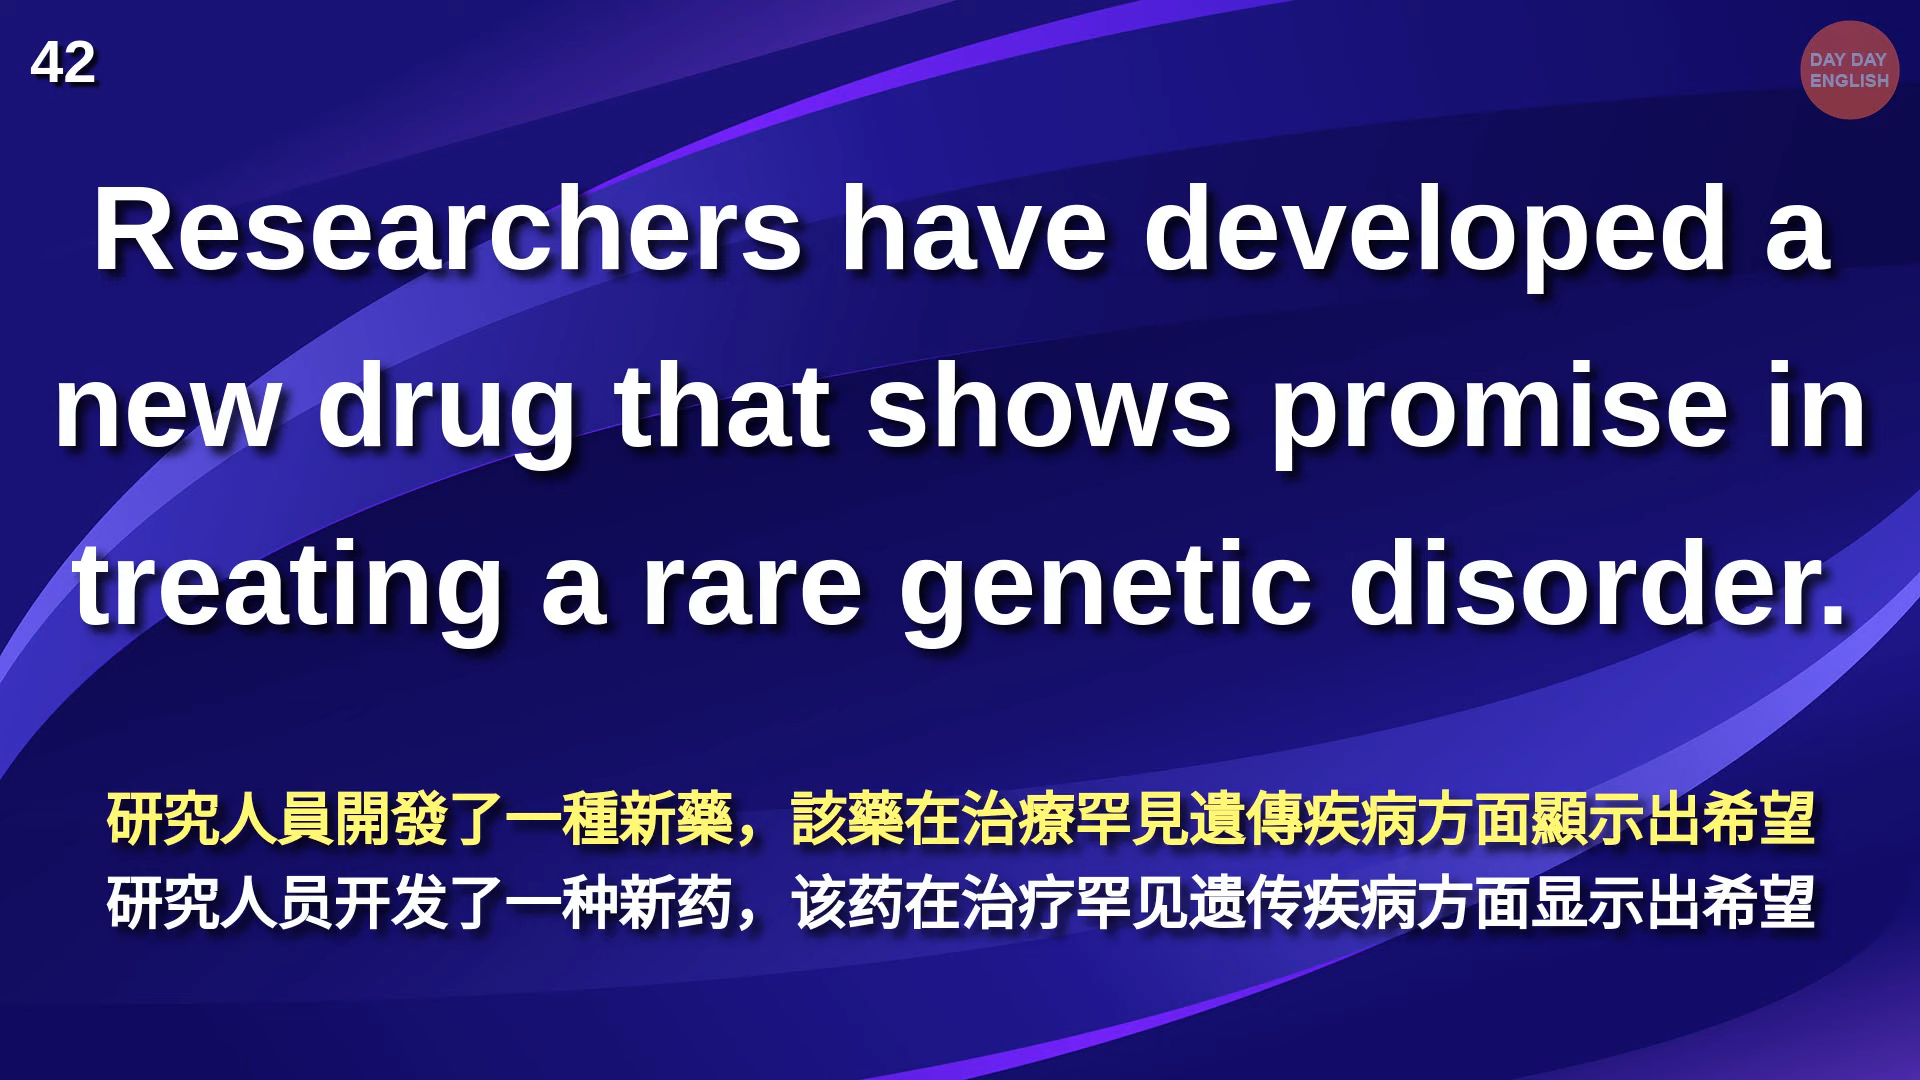 42
DAY DAY
ENGLISH
Researchers have developed a
new drug that shows promise in
treating a rare genetic disorder.
研究人員開發了一種新藥，該藥在治療罕見遺傳疾病方面顯示出希望
研究人员开发了一种新药，该药在治疗罕见遗传疾病方面显示出希望